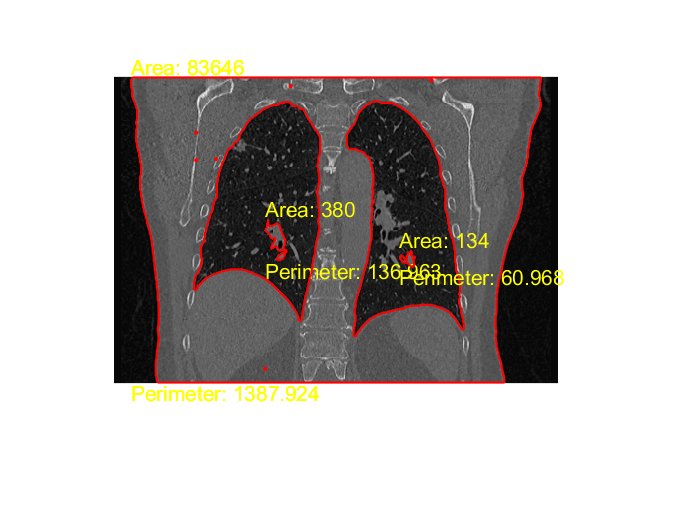 Area: 83646
Area: 380
Area: 134
Perimeter: 136.963
Perimeter: 60.968
Perimeter: 1387.924